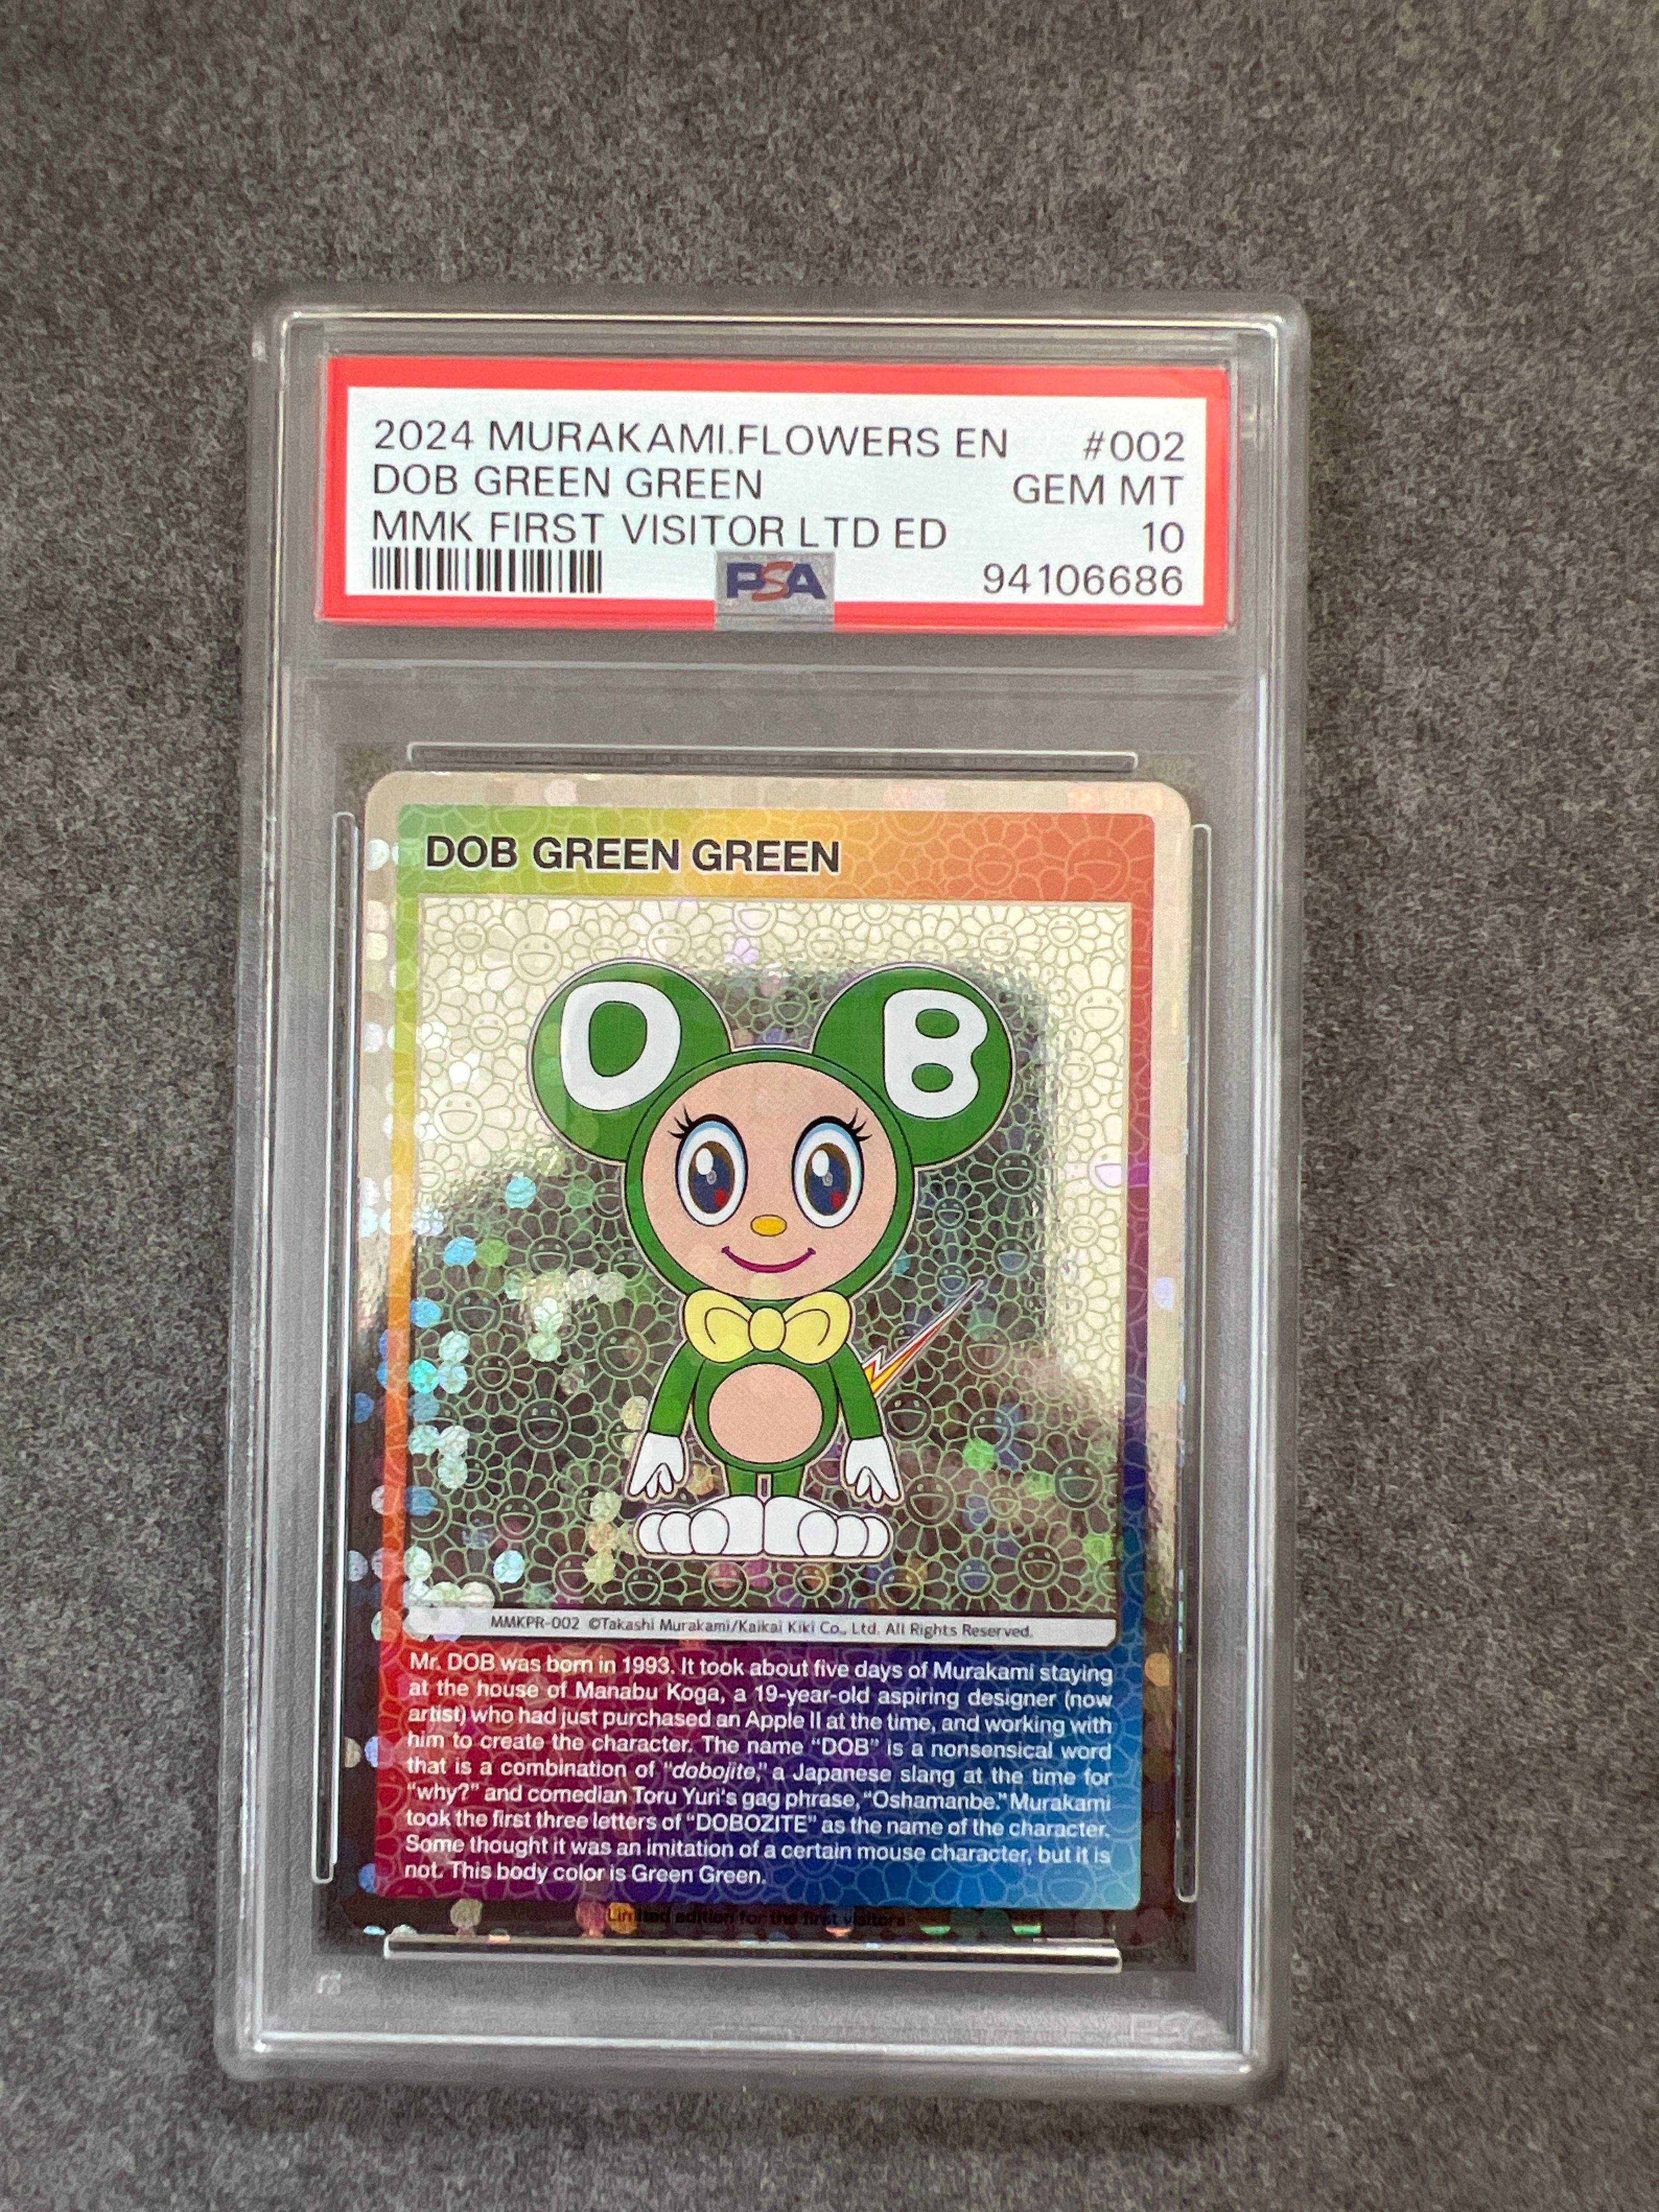 2024 MURAKAMI.FLOWERS EN #002
DOB GREEN GREEN GEM MT
MMK FIRST VISITOR LTD ED 10
PSA 94106686
DOB GREEN GREEN
D B
MMKPR-002 ©Takashi Murakami/Kaikai Kiki Co., Ltd. All Rights Reserved.
Mr. DOB was born in 1993. It took about five days of Murakami staying
at the house of Manabu Koga, a 19-year-old aspiring designer (now
artist) who had just purchased an Apple II at the time, and working with
him to create the character. The name “DOB” is a nonsensical word
that is a combination of “dobojite,” a Japanese slang at the time for
“why?” and comedian Toru Yuri's gag phrase, “Oshamanbe.” Murakami
took the first three letters of “DOBOZITE” as the name of the character.
Some thought it was an imitation of a certain mouse character, but it is
not. This body color is Green Green.
Limited edition for the first visitors
PSA